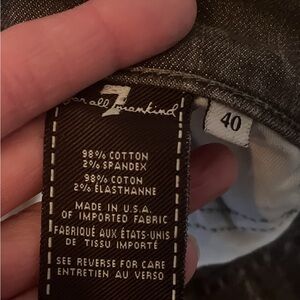 7
for all mankind
40
98% COTTON
2% SPANDEX
98% COTON
2% ÉLASTHANNE
MADE IN U.S.A.
OF IMPORTED FABRIC
FABRIQUÉ AUX ÉTATS-UNIS
DE TISSU IMPORTÉ
SEE REVERSE FOR CARE
ENTRETIEN AU VERSO